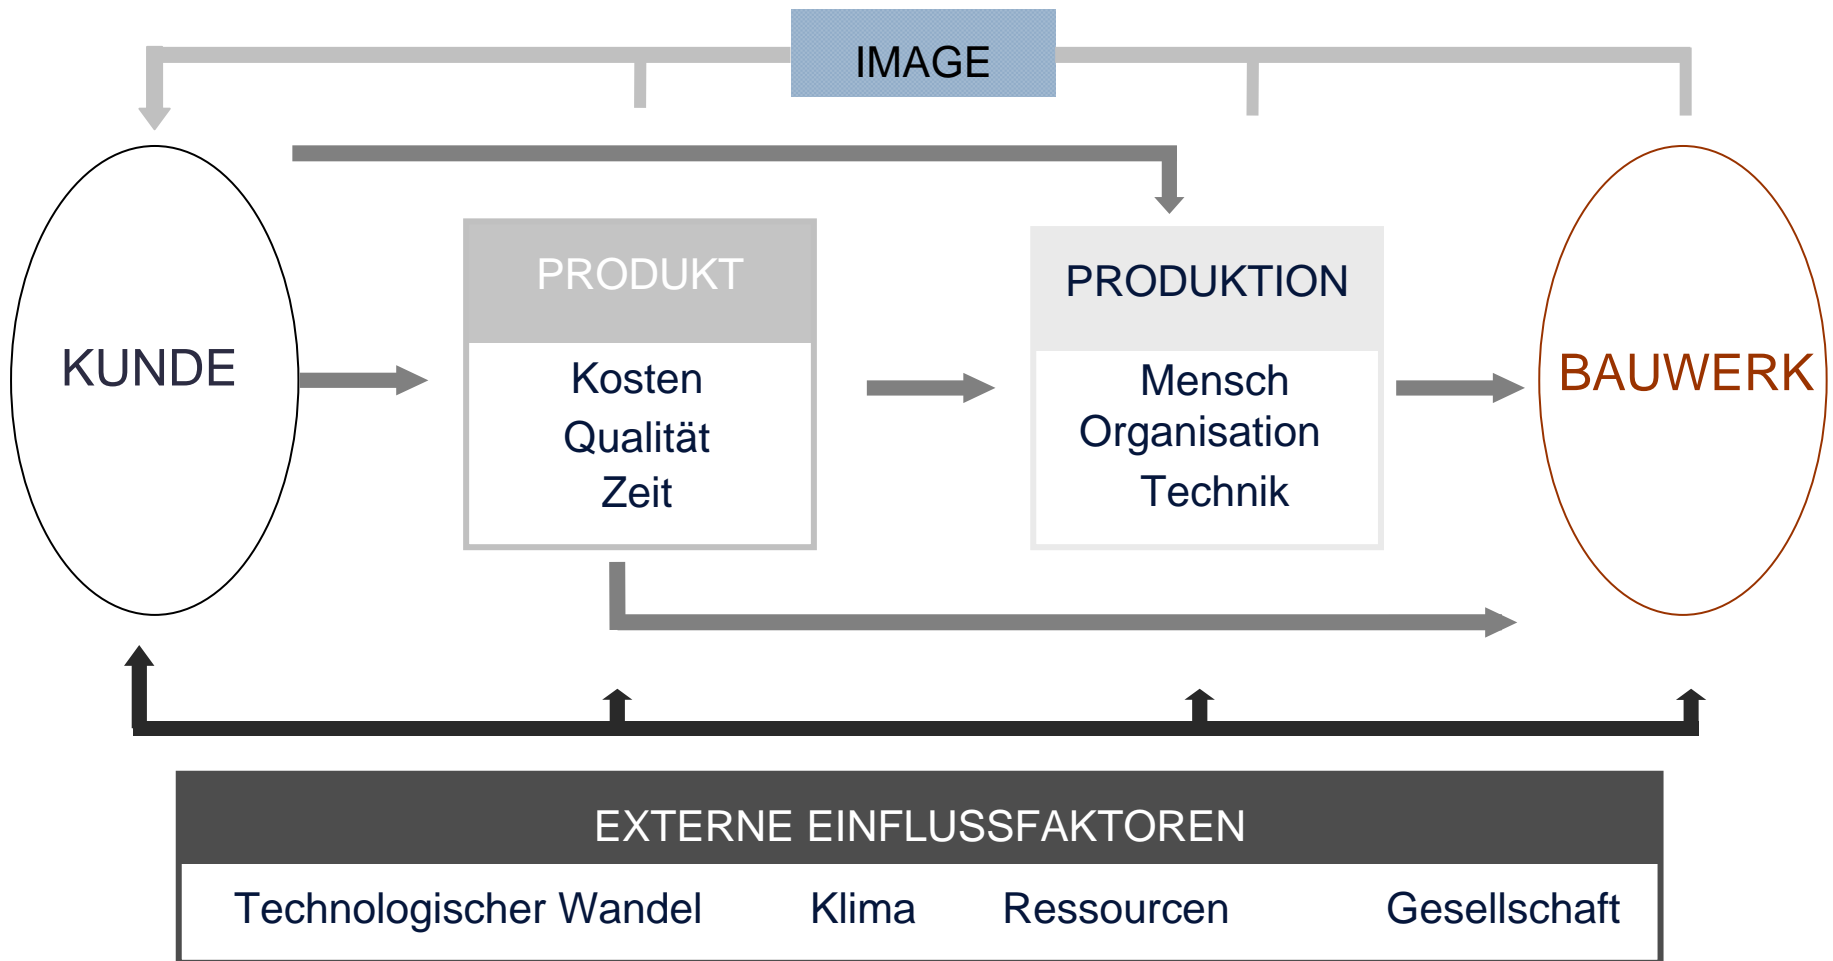 IMAGE
KUNDE
PRODUKT
Kosten
Qualität
Zeit
PRODUKTION
Mensch
Organisation
Technik
BAUWERK
EXTERNE EINFLUSSFAKTOREN
Technologischer Wandel Klima Ressourcen Gesellschaft